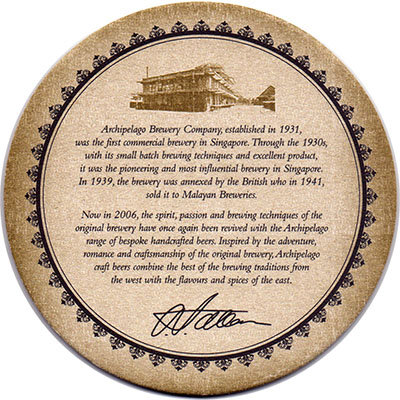 Archipelago Brewery Company, established in 1931,
was the first commercial brewery in Singapore. Through the 1930s,
with its small batch brewing techniques and excellent product,
it was the pioneering and most influential brewery in Singapore.
In 1939, the brewery was annexed by the British who in 1941,
sold it to Malayan Breweries.
Now in 2006, the spirit, passion and brewing techniques of the
original brewery have once again been revived with the Archipelago
range of bespoke handcrafted beers. Inspired by the adventure,
romance and craftsmanship of the original brewery, Archipelago
craft beers combine the best of the brewing traditions from
the west with the flavours and spices of the east.